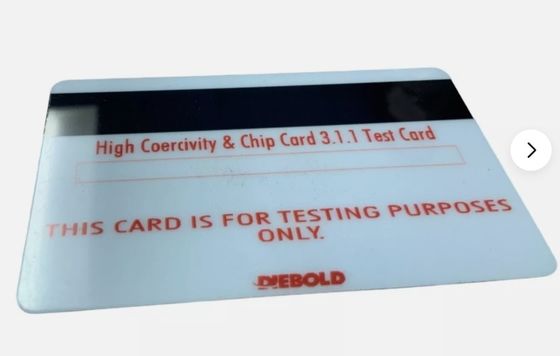 High Coercivity & Chip Card 3.1.1 Test Card
THIS CARD IS FOR TESTING PURPOSES
ONLY.
DIEBOLD